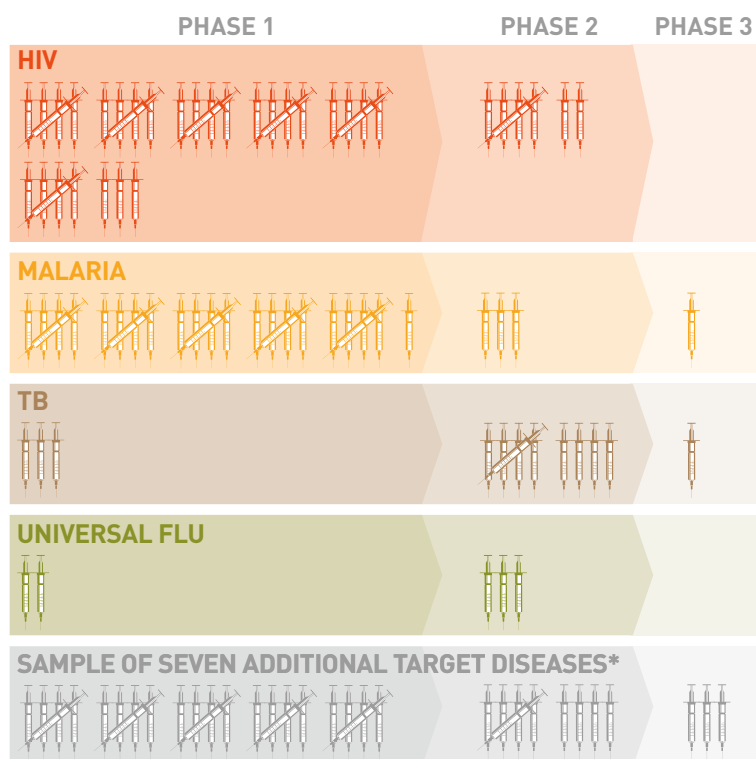 PHASE 1 PHASE 2 PHASE 3
HIV
MALARIA
TB
UNIVERSAL FLU
SAMPLE OF SEVEN ADDITIONAL TARGET DISEASES*